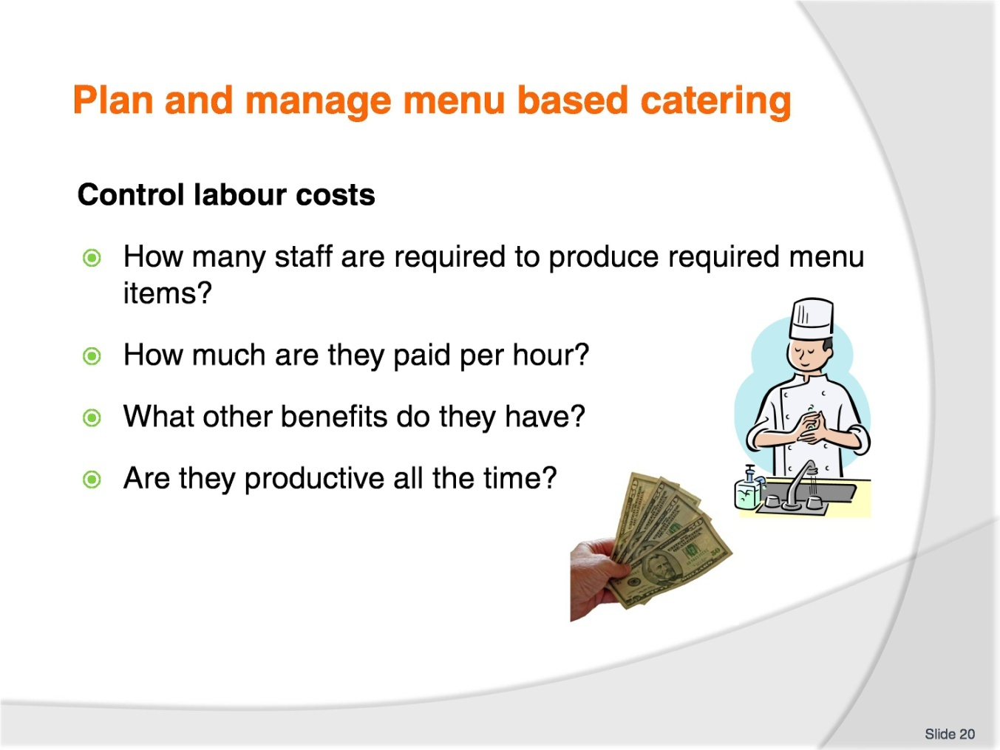 Plan and manage menu based catering
Control labour costs
How many staff are required to produce required menu
items?
How much are they paid per hour?
What other benefits do they have?
Are they productive all the time?
50
Slide 20